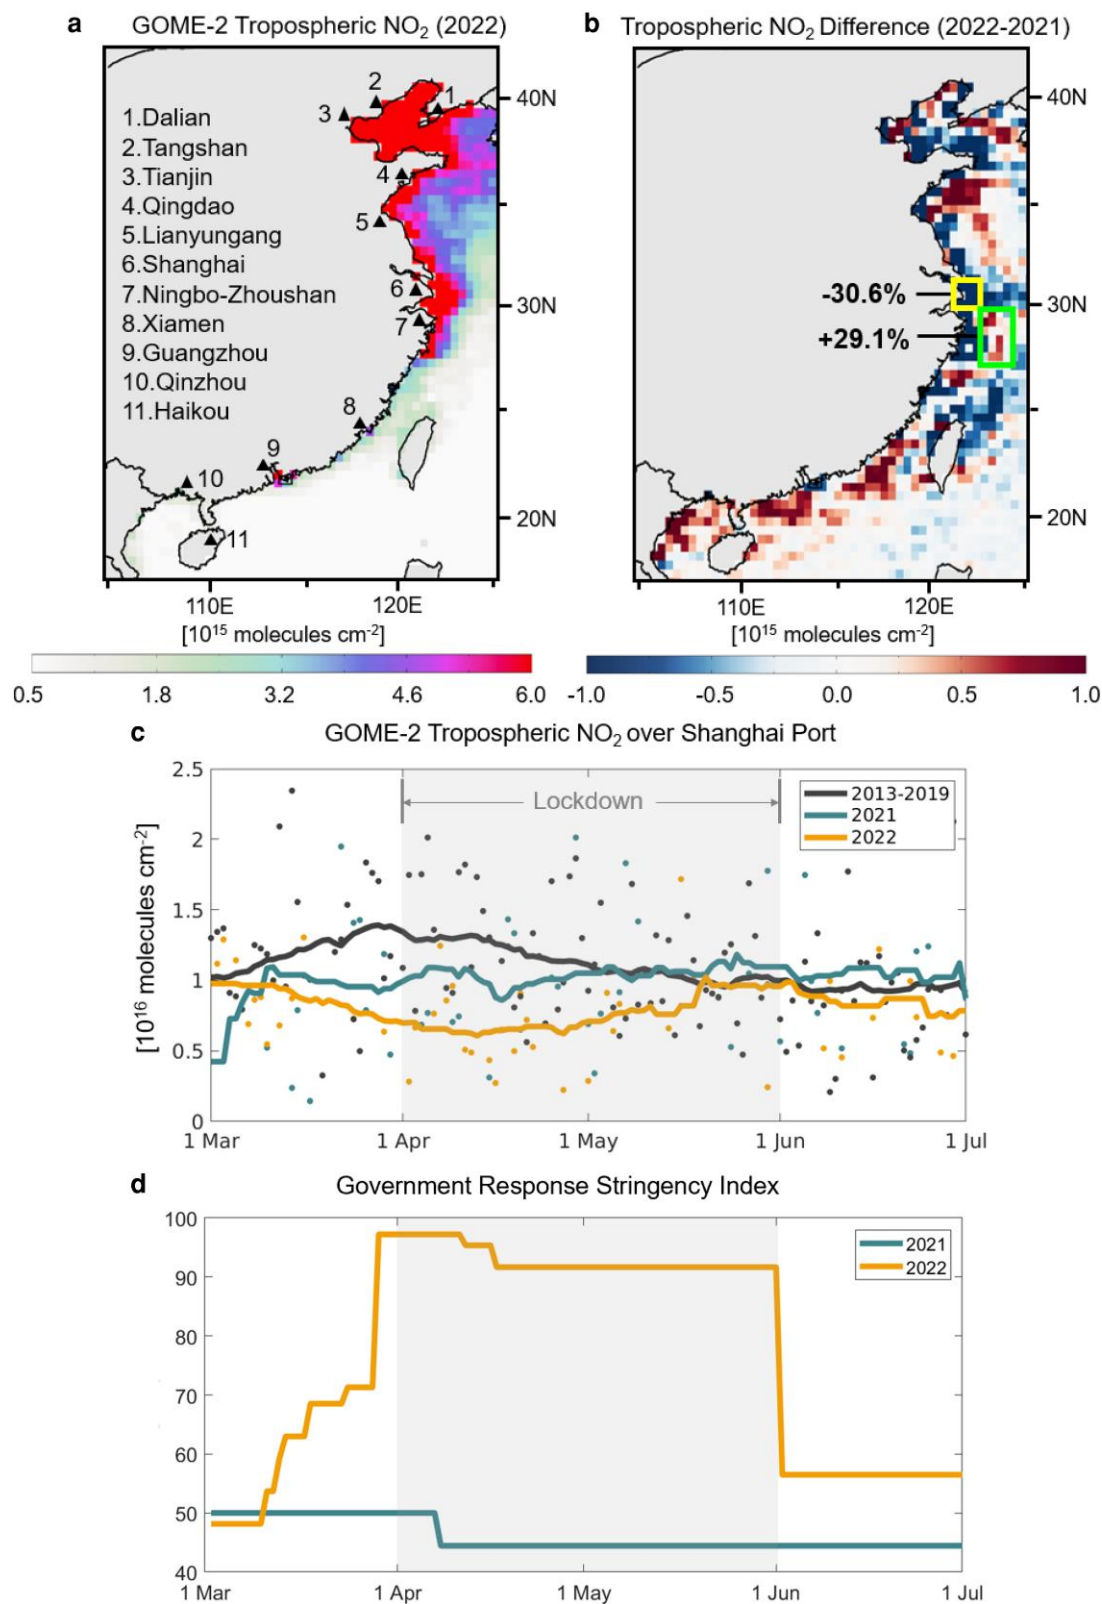 a GOME-2 Tropospheric NO2 (2022)
1.Dalian
2.Tangshan
3.Tianjin
4.Qingdao
5.Lianyungang
6.Shanghai
7.Ningbo-Zhoushan
8.Xiamen
9.Guangzhou
10.Qinzhou
11.Haikou
1
2
3
4
5
6
7
8
9
10
11
40N
30N
20N
110E 120E
[10^15 molecules cm^-2]
0.5 1.8 3.2 4.6 6.0
b Tropospheric NO2 Difference (2022-2021)
-30.6%
+29.1%
40N
30N
20N
110E 120E
[10^15 molecules cm^-2]
-1.0 -0.5 0.0 0.5 1.0
c GOME-2 Tropospheric NO2 over Shanghai Port
[10^16 molecules cm^-2]
2.5
2
1.5
1
0.5
0
Lockdown
2013-2019
2021
2022
1 Mar 1 Apr 1 May 1 Jun 1 Jul
d Government Response Stringency Index
100
90
80
70
60
50
40
2021
2022
1 Mar 1 Apr 1 May 1 Jun 1 Jul